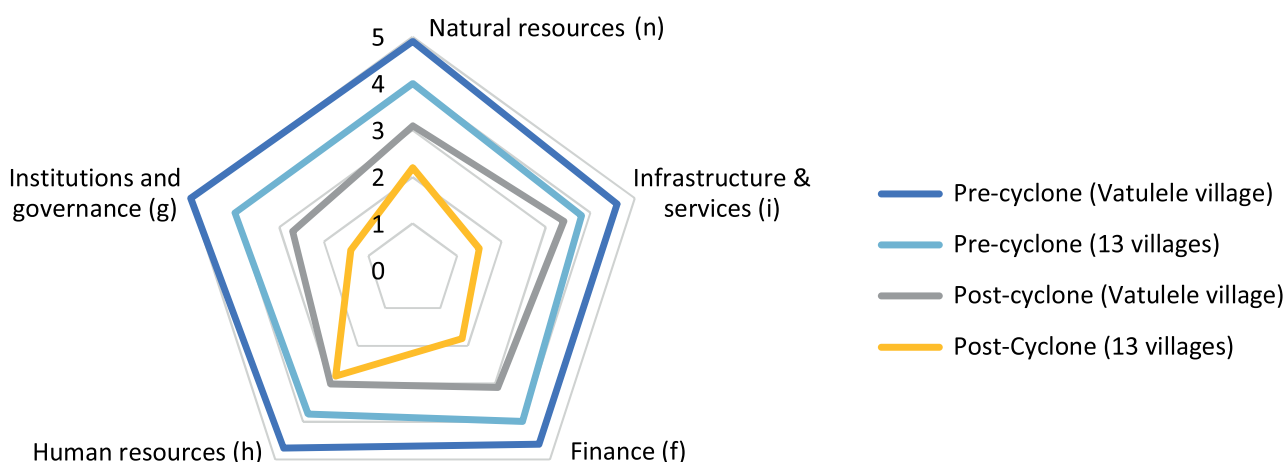 Natural resources (n)
5
4
3
2
1
0
Institutions and
governance (g)
Infrastructure &
services (i)
Human resources (h)
Finance (f)
Pre-cyclone (Vatulele village)
Pre-cyclone (13 villages)
Post-cyclone (Vatulele village)
Post-Cyclone (13 villages)